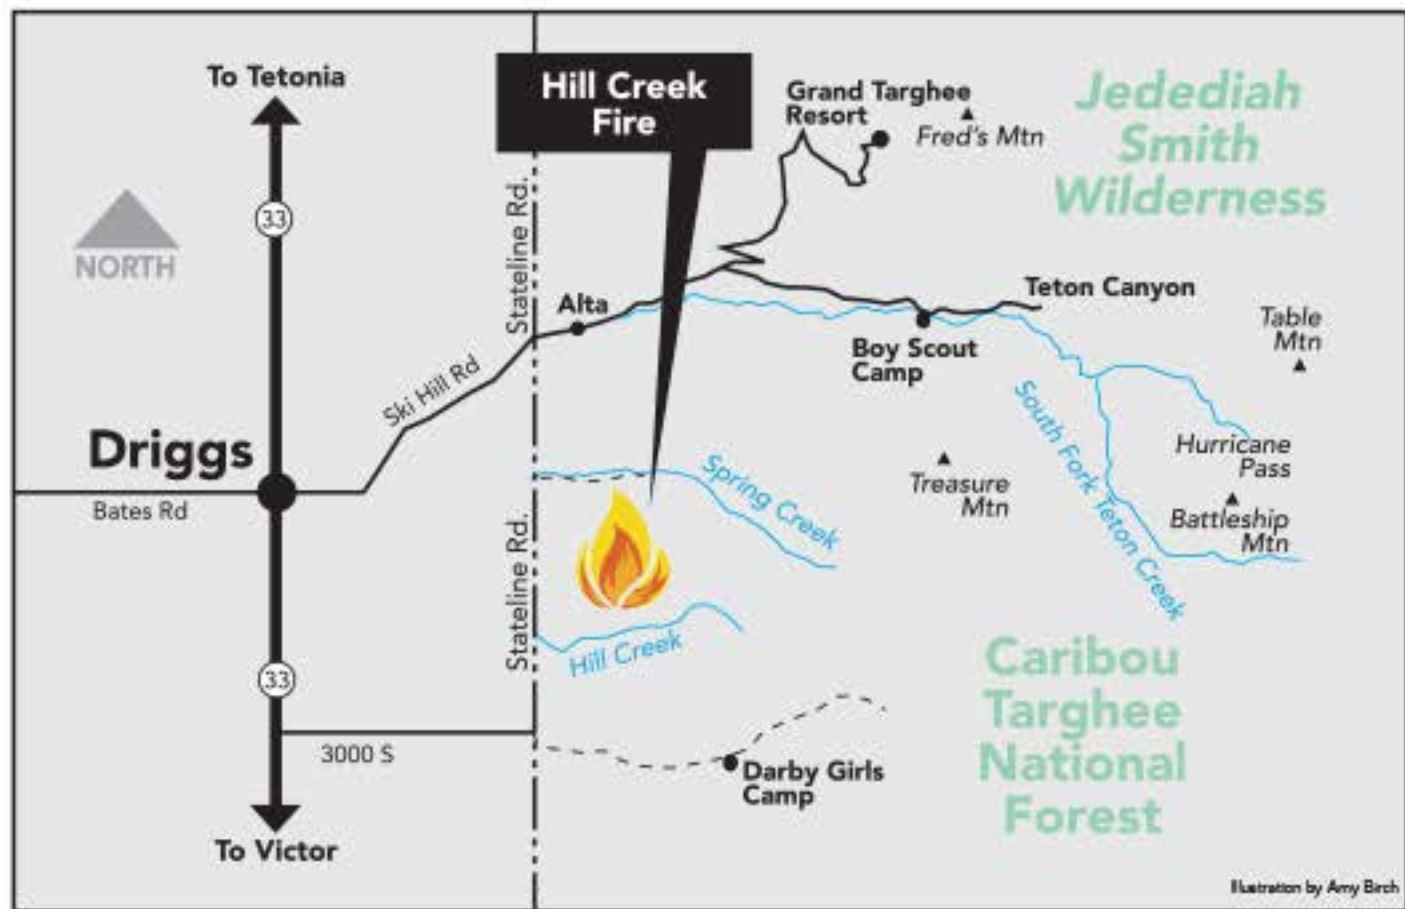 To Tetonia
Hill Creek
Fire
Grand Targhee
Resort
Fred's Mtn
Jedediah
Smith
Wilderness
33
NORTH
Stateline Rd.
Alta
Teton Canyon
Boy Scout
Camp
Table
Mtn
Ski Hill Rd
Driggs
Bates Rd
Spring Creek
Treasure
Mtn
South Fork Teton Creek
Hurricane
Pass
Battleship
Mtn
Stateline Rd.
Hill Creek
33
3000 S
Darby Girls
Camp
Caribou
Targhee
National
Forest
To Victor
Illustration by Amy Birch